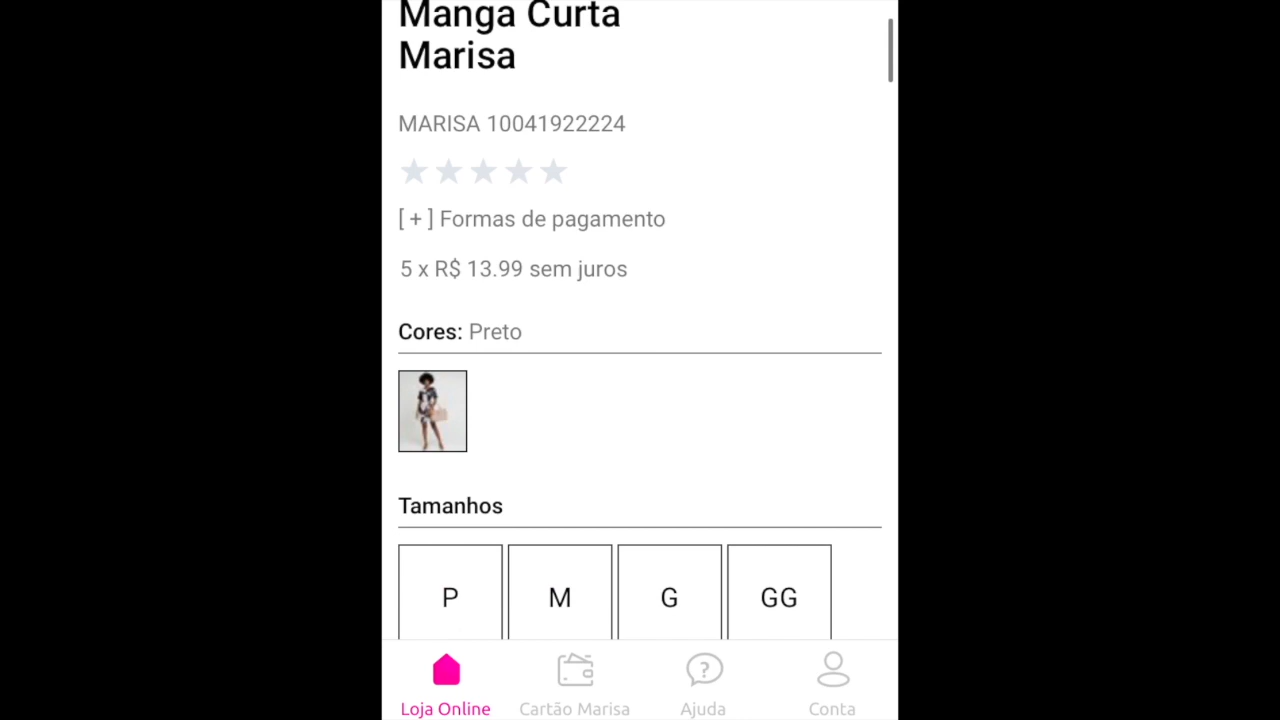 Manga Curta
Marisa
MARISA 10041922224
[ + ] Formas de pagamento
5 x R$ 13.99 sem juros
Cores: Preto
Tamanhos
P M G GG
Loja Online Cartão Marisa Ajuda Conta